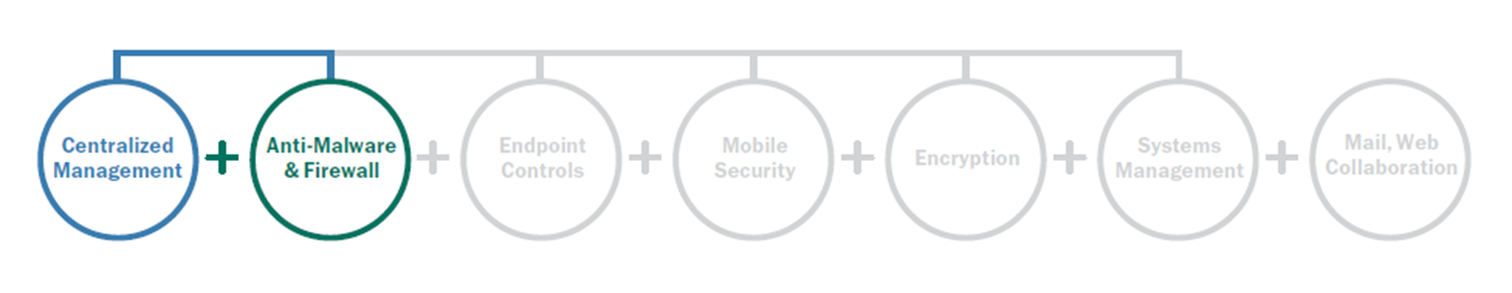 Centralized
Management
+
Anti-Malware
& Firewall
+
Endpoint
Controls
+
Mobile
Security
+
Encryption
+
Systems
Management
+
Mail, Web
Collaboration